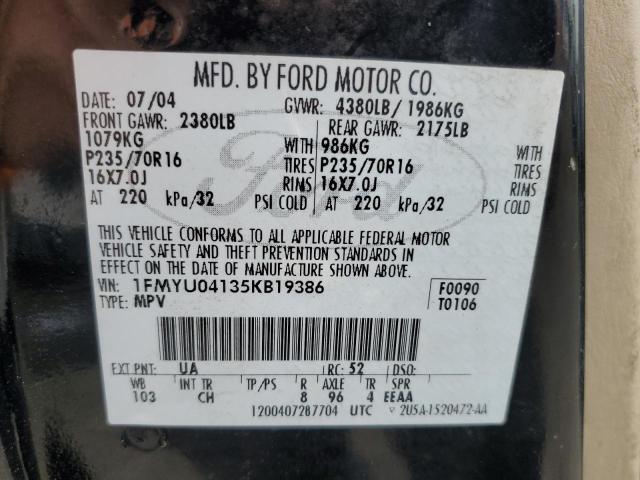 MFD. BY FORD MOTOR CO.
DATE: 07/04 GVWR: 4380LB/ 1986KG
FRONT GAWR: 2380LB REAR GAWR: 2175LB
1079KG WITH 986KG WITH
P235/70R16 TIRES P235/70R16 TIRES
16X7.0J RIMS 16X7.0J RIMS
AT 220 kPa/32 PSI COLD AT 220 kPa/32 PSI COLD
Ford
THIS VEHICLE CONFORMS TO ALL APPLICABLE FEDERAL MOTOR
VEHICLE SAFETY AND THEFT PREVENTION STANDARDS IN
EFFECT ON THE DATE OF MANUFACTURE SHOWN ABOVE.
VIN: 1FMYU04135KB19386 F0090
TYPE: MPV T0106
EXT PNT: UA RC: 52 DSO:
WB INT TR TP/PS R AXLE TR SPR
103 CH 8 96 4 EEAA
1200407287704 UTC 2U5A-1520472-AA